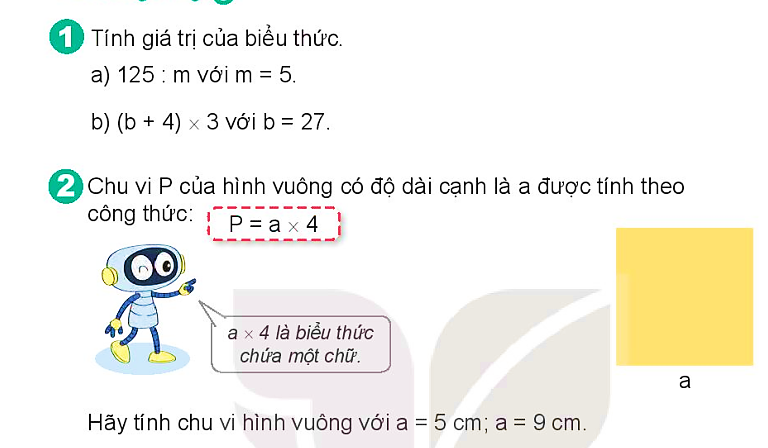 1 Tính giá trị của biểu thức.
a) 125 : m với m = 5.
b) (b + 4) × 3 với b = 27.
2 Chu vi P của hình vuông có độ dài cạnh là a được tính theo
công thức: P = a × 4
a × 4 là biểu thức
chứa một chữ.
a
Hãy tính chu vi hình vuông với a = 5 cm; a = 9 cm.